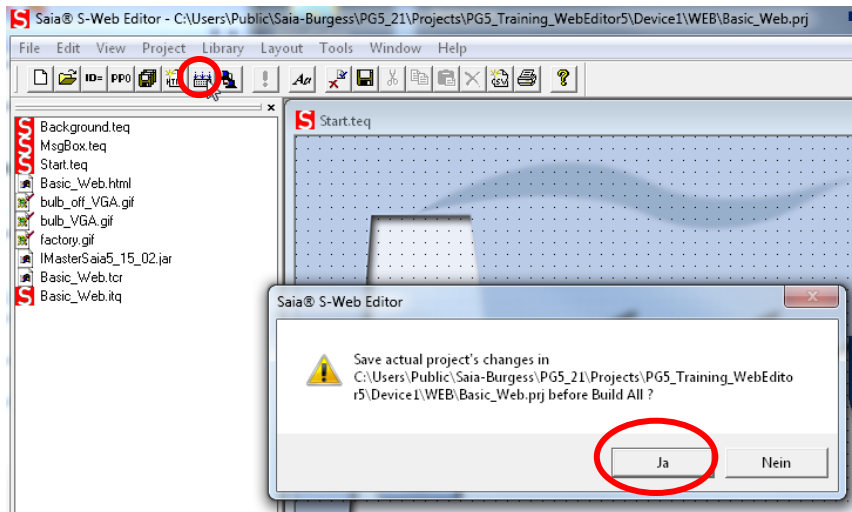 Saia® S-Web Editor - C:\Users\Public\Saia-Burgess\PG5_21\Projects\PG5_Training_WebEditor5\Device1\WEB\Basic_Web.prj
File Edit View Project Library Layout Tools Window Help
ID= PP0 HTM Aa CSV ?
Start.teq
Background.teq
MsgBox.teq
Start.teq
Basic_Web.html
bulb_off_VGA.gif
bulb_VGA.gif
factory.gif
IMasterSaia5_15_02.jar
Basic_Web.tcr
Basic_Web.itq
Saia® S-Web Editor
Save actual project's changes in
C:\Users\Public\Saia-Burgess\PG5_21\Projects\PG5_Training_WebEdito
r5\Device1\WEB\Basic_Web.prj before Build All ?
Ja Nein